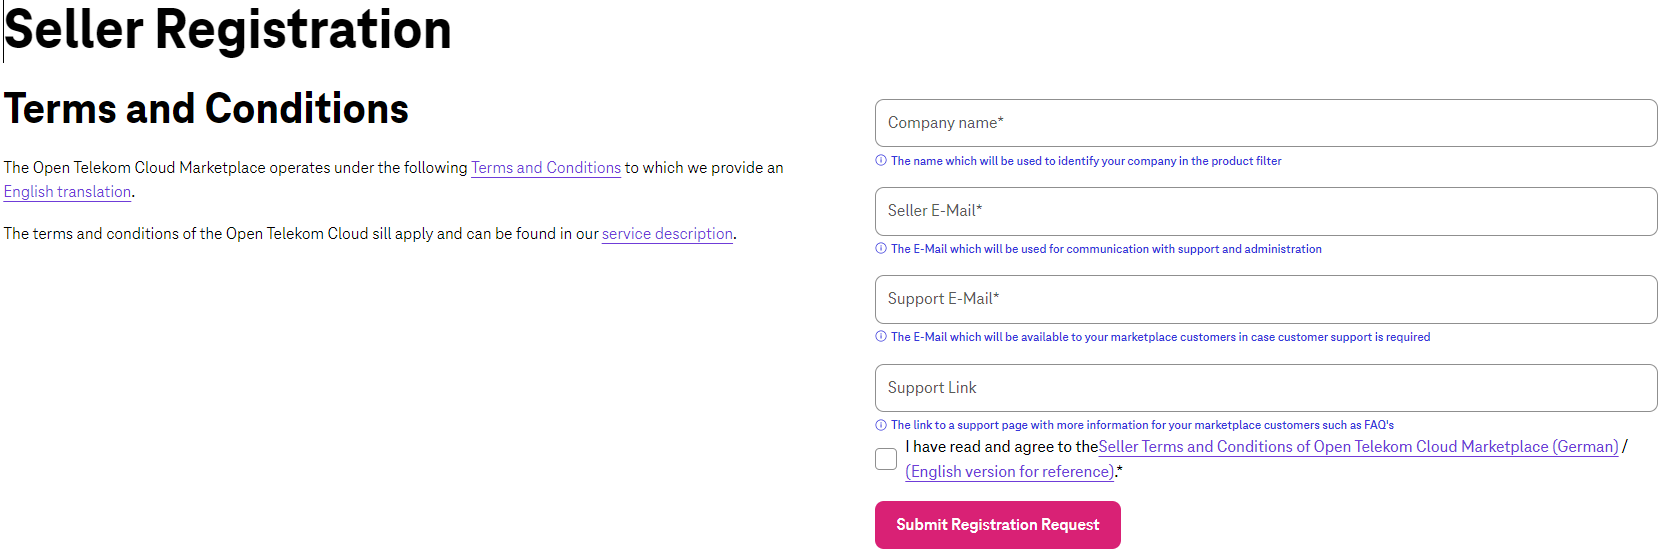 Seller Registration
Terms and Conditions
The Open Telekom Cloud Marketplace operates under the following Terms and Conditions to which we provide an
English translation.
The terms and conditions of the Open Telekom Cloud sill apply and can be found in our service description.
Company name*
The name which will be used to identify your company in the product filter
Seller E-Mail*
The E-Mail which will be used for communication with support and administration
Support E-Mail*
The E-Mail which will be available to your marketplace customers in case customer support is required
Support Link
The link to a support page with more information for your marketplace customers such as FAQ's
I have read and agree to theSeller Terms and Conditions of Open Telekom Cloud Marketplace (German) /
(English version for reference).*
Submit Registration Request